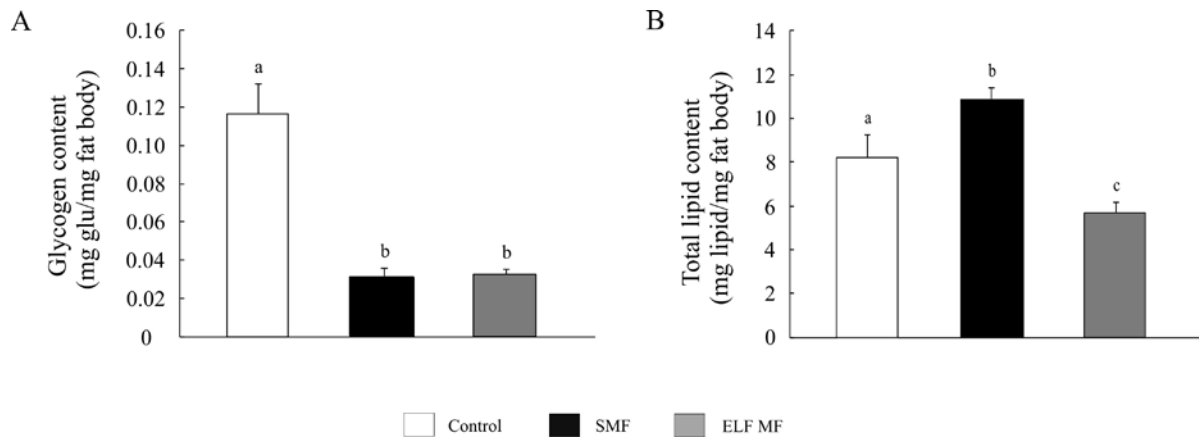 A
Glycogen content
(mg glu/mg fat body)
0.16
0.14
0.12
0.10
0.08
0.06
0.04
0.02
0
a
b
b
B
Total lipid content
(mg lipid/mg fat body)
14
12
10
8
6
4
2
0
a
b
c
Control
SMF
ELF MF